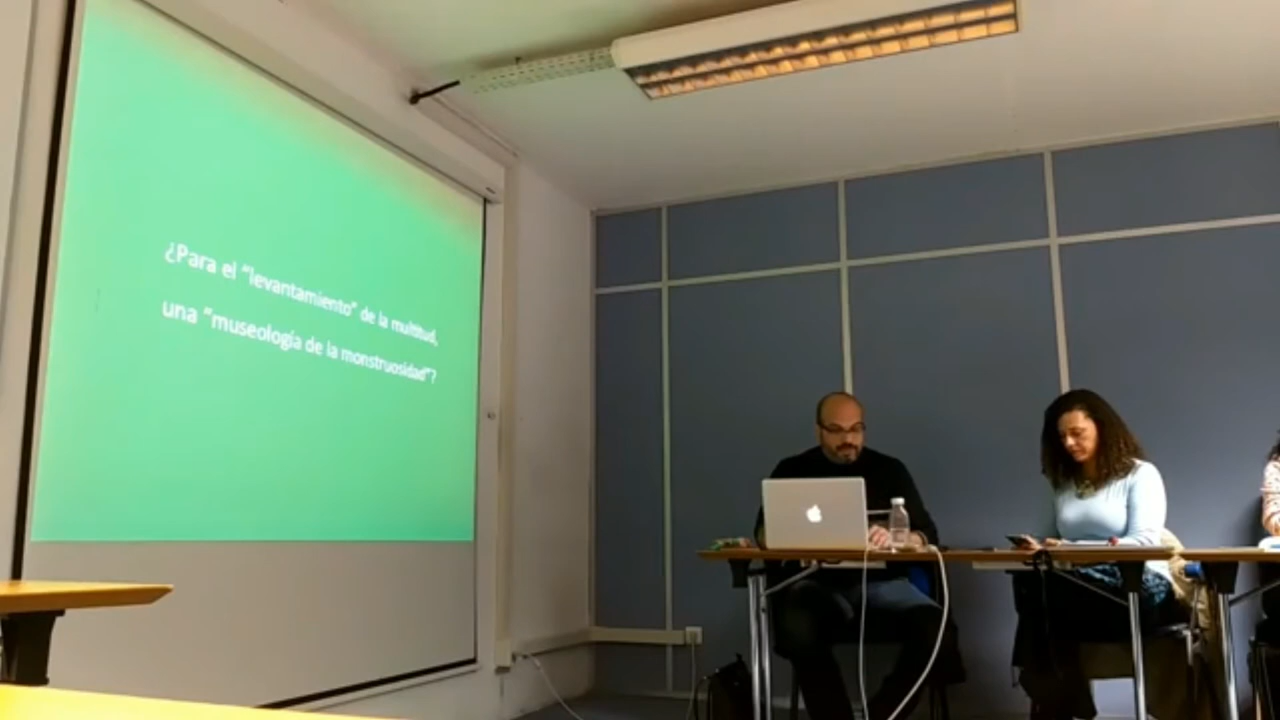 ¿Para el "levantamiento" de la multitud,
una "museología de la monstruosidad"?